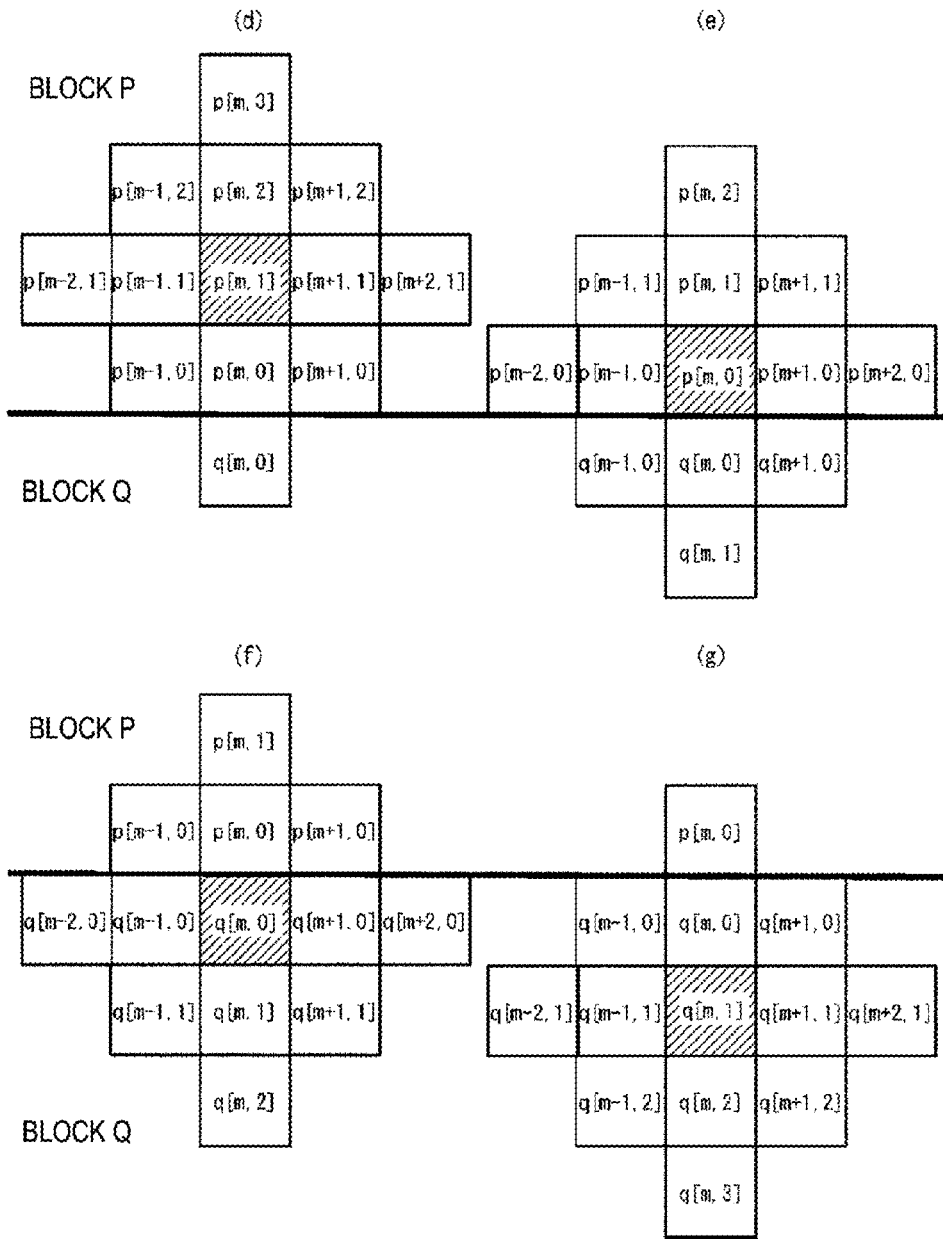 (d) (e)
BLOCK P
p[m, 3]
p[m-1, 2] p[m, 2] p[m+1, 2] p[m, 2]
p[m-2, 1] p[m-1, 1] p[m, 1] p[m+1, 1] p[m+2, 1] p[m-1, 1] p[m, 1] p[m+1, 1]
p[m-1, 0] p[m, 0] p[m+1, 0] p[m-2, 0] p[m-1, 0] p[m, 0] p[m+1, 0] p[m+2, 0]
q[m, 0] q[m-1, 0] q[m, 0] q[m+1, 0]
BLOCK Q
q[m, 1]
(f) (g)
BLOCK P
p[m, 1]
p[m-1, 0] p[m, 0] p[m+1, 0] p[m, 0]
q[m-2, 0] q[m-1, 0] q[m, 0] q[m+1, 0] q[m+2, 0] q[m-1, 0] q[m, 0] q[m+1, 0]
q[m-1, 1] q[m, 1] q[m+1, 1] q[m-2, 1] q[m-1, 1] q[m, 1] q[m+1, 1] q[m+2, 1]
q[m, 2] q[m-1, 2] q[m, 2] q[m+1, 2]
BLOCK Q
q[m, 3]